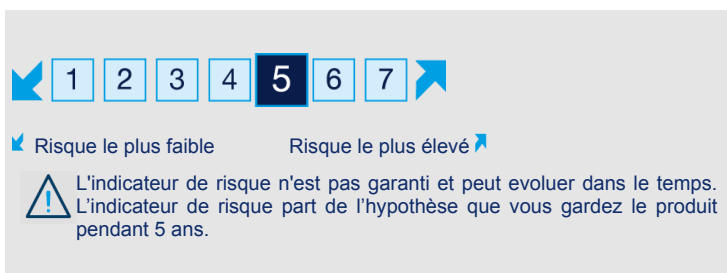 1 2 3 4 5 6 7
Risque le plus faible Risque le plus élevé
L'indicateur de risque n'est pas garanti et peut evoluer dans le temps.
L’indicateur de risque part de l’hypothèse que vous gardez le produit
pendant 5 ans.